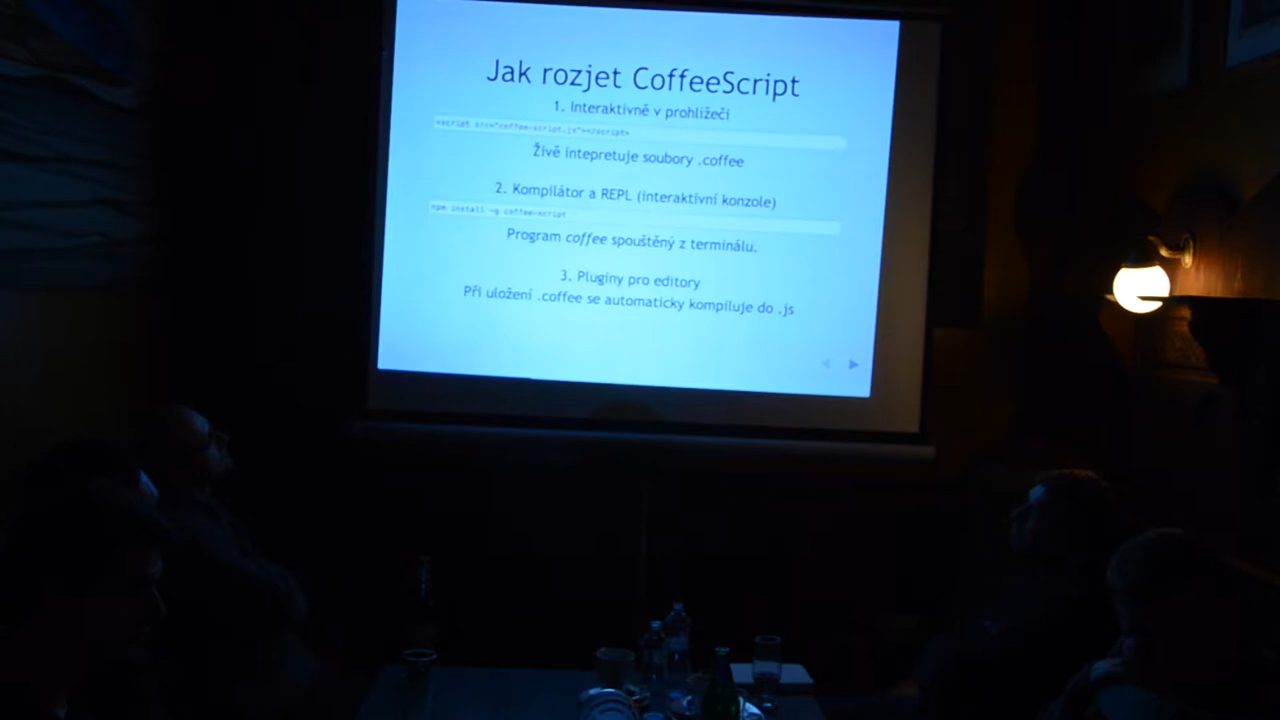 Jak rozjet CoffeeScript
1. Interaktivně v prohlížeči
<script src="coffee-script.js"></script>
Živě intepretuje soubory .coffee
2. Kompilátor a REPL (interaktivní konzole)
npm install -g coffee-script
Program coffee spouštěný z terminálu.
3. Pluginy pro editory
Při uložení .coffee se automaticky kompiluje do .js